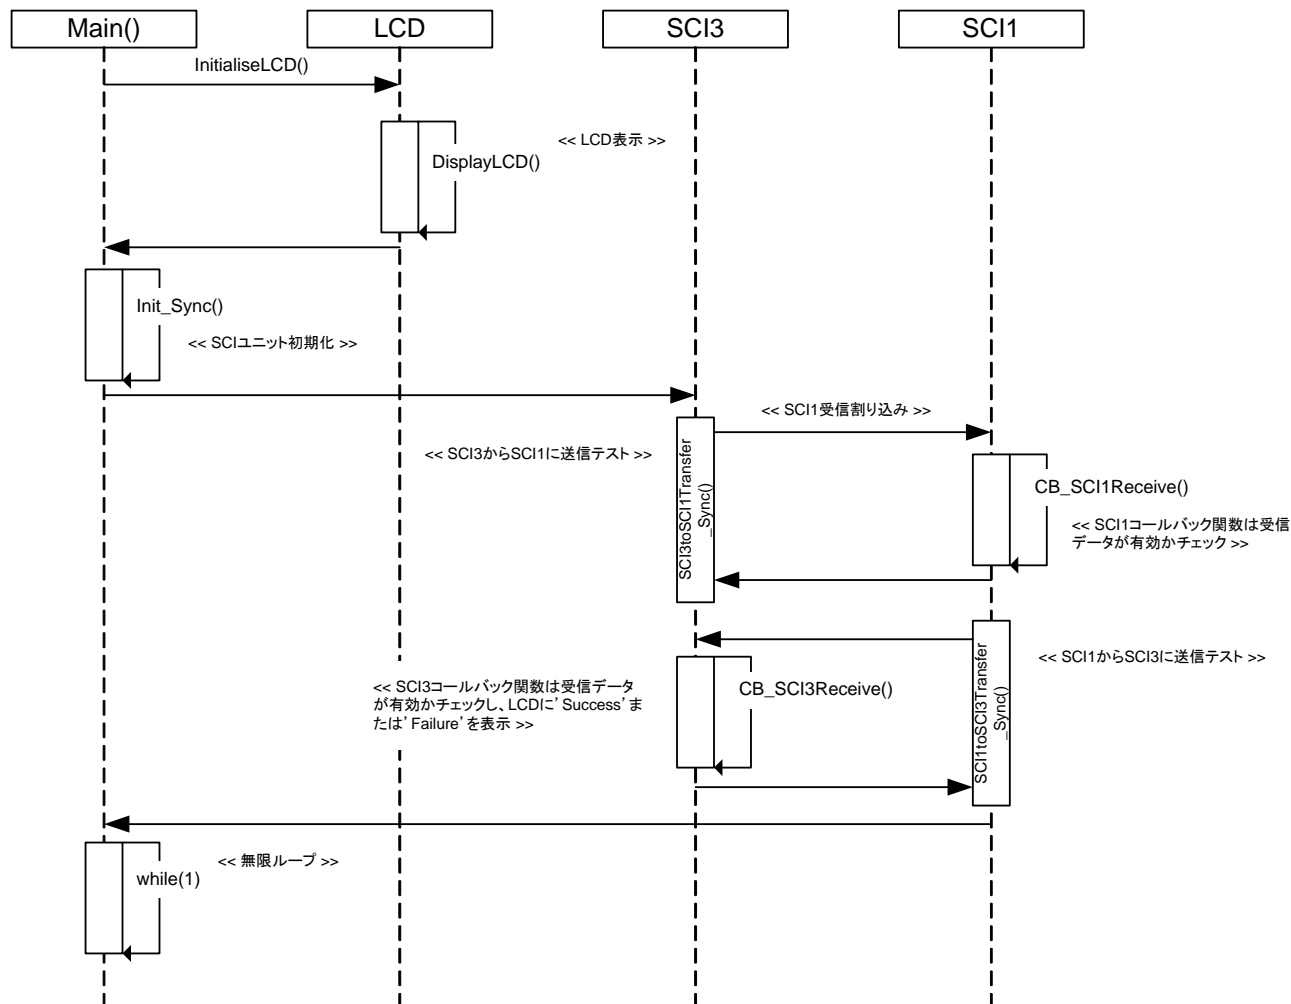 Main()
LCD
SCI3
SCI1
InitialiseLCD()
<< LCD表示 >>
DisplayLCD()
Init_Sync()
<< SCIユニット初期化 >>
<< SCI1受信割り込み >>
<< SCI3からSCI1に送信テスト >>
SCI3toSCI1Transfer
_Sync()
CB_SCI1Receive()
<< SCI1コールバック関数は受信
データが有効かチェック >>
<< SCI1からSCI3に送信テスト >>
SCI1toSCI3Transfer
_Sync()
<< SCI3コールバック関数は受信データ
が有効かチェックし、LCDに’Success’ま
たは’Failure’を表示 >>
CB_SCI3Receive()
<< 無限ループ >>
while(1)